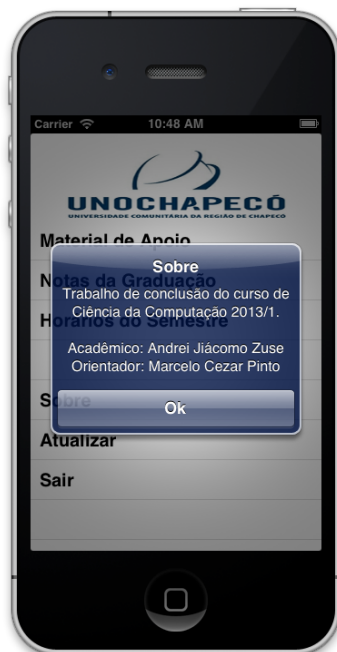 Carrier 10:48 AM
UNOCHAPECÓ
UNIVERSIDADE COMUNITÁRIA DA REGIÃO DE CHAPECÓ
Material de Apoio
Sobre
Notas da Graduação
Trabalho de conclusão do curso de
Ciência da Computação 2013/1.
Horários do Semestre
Acadêmico: Andrei Jiácomo Zuse
Orientador: Marcelo Cezar Pinto
Sobre
Ok
Atualizar
Sair